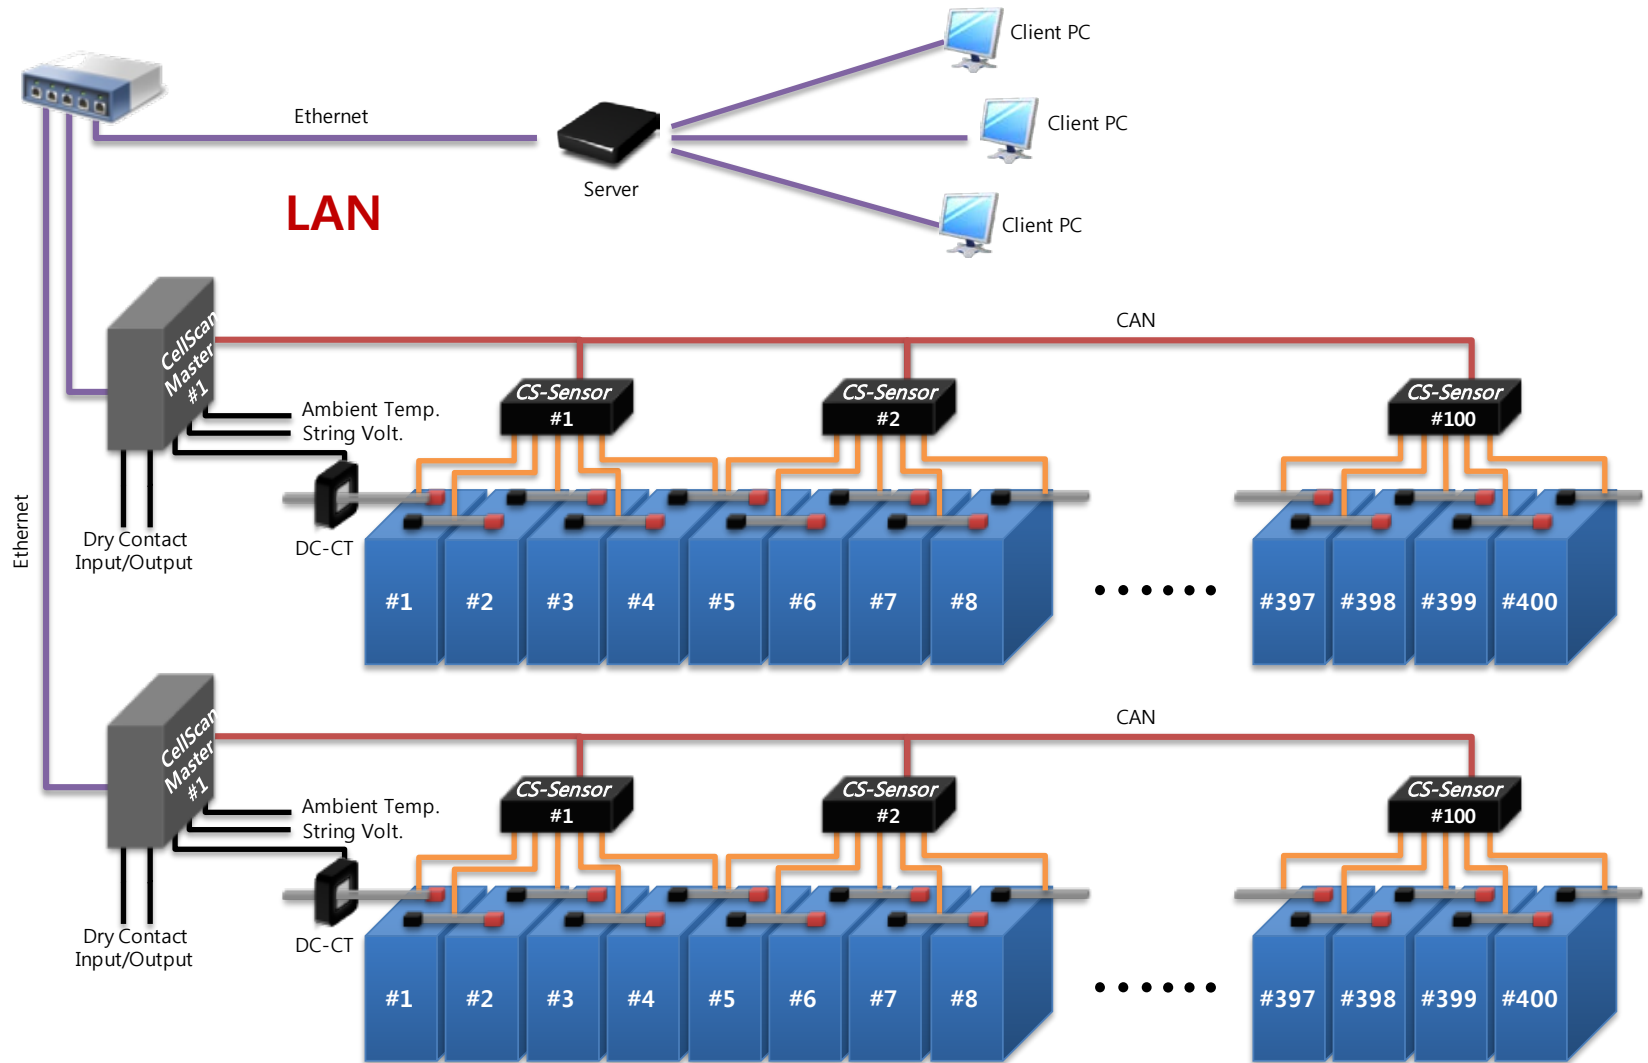 Client PC
Ethernet
Client PC
Server
LAN
Client PC
CellScan
Master
#1
CAN
CS-Sensor
#1
CS-Sensor
#2
CS-Sensor
#100
Ambient Temp.
String Volt.
Ethernet
Dry Contact
Input/Output
DC-CT
#1
#2
#3
#4
#5
#6
#7
#8
#397
#398
#399
#400
CellScan
Master
#1
CAN
CS-Sensor
#1
CS-Sensor
#2
CS-Sensor
#100
Ambient Temp.
String Volt.
Dry Contact
Input/Output
DC-CT
#1
#2
#3
#4
#5
#6
#7
#8
#397
#398
#399
#400